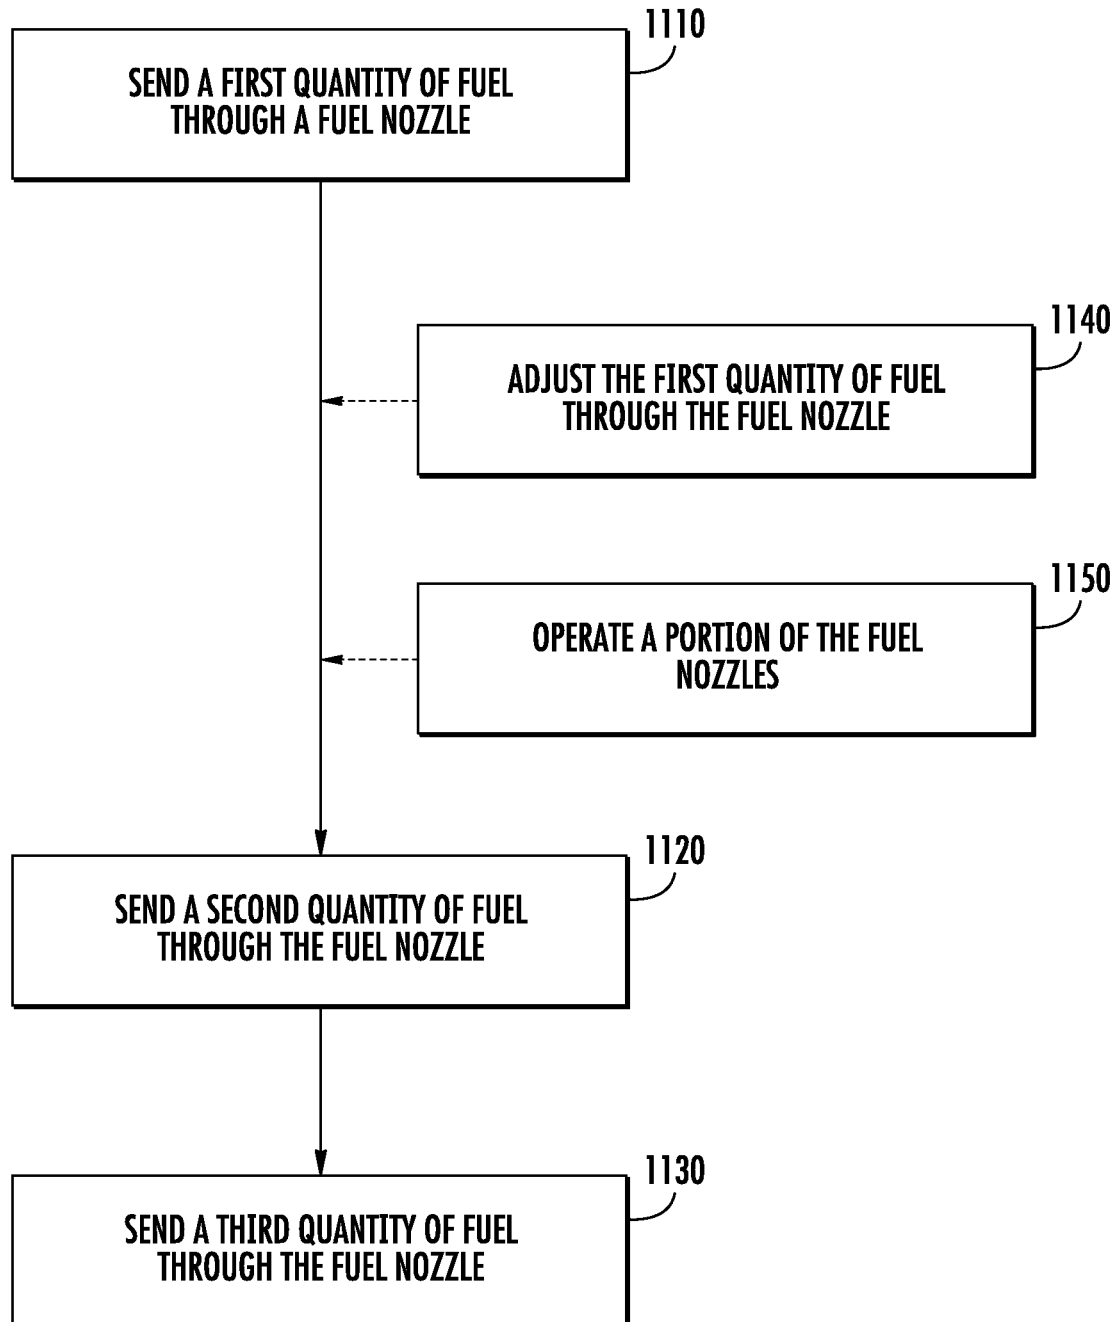 1110
SEND A FIRST QUANTITY OF FUEL
THROUGH A FUEL NOZZLE
1140
ADJUST THE FIRST QUANTITY OF FUEL
THROUGH THE FUEL NOZZLE
1150
OPERATE A PORTION OF THE FUEL
NOZZLES
1120
SEND A SECOND QUANTITY OF FUEL
THROUGH THE FUEL NOZZLE
1130
SEND A THIRD QUANTITY OF FUEL
THROUGH THE FUEL NOZZLE